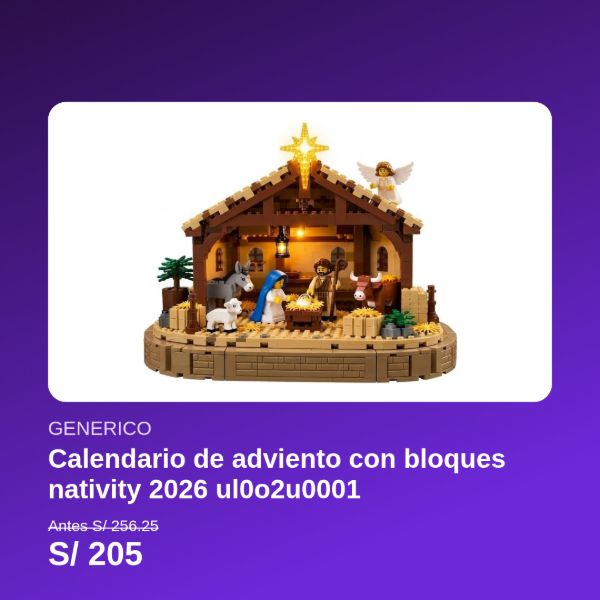 GENERICO
Calendario de adviento con bloques
nativity 2026 ul0o2u0001
Antes S/ 256.25
S/ 205